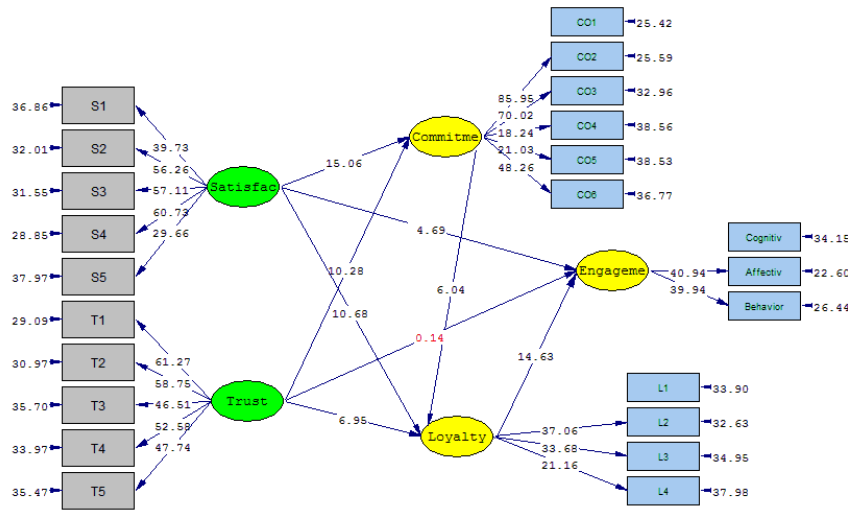 CO1 25.42
CO2 25.59
CO3 32.96
CO4 38.56
CO5 38.53
CO6 36.77
85.95
70.02
18.24
21.03
48.26
36.86 S1
32.01 S2
31.55 S3
28.85 S4
37.97 S5
39.73
56.26
57.11
60.73
29.66
Satisfac
Commitme
15.06
4.69
10.28
10.68
6.04
0.14
Engageme
40.94
39.94
Cognitiv 34.15
Affectiv 22.60
Behavior 26.44
29.09 T1
30.97 T2
35.70 T3
33.97 T4
35.47 T5
61.27
58.75
46.51
52.58
47.74
Trust
6.95
14.63
Loyalty
37.06
33.68
21.16
L1 33.90
L2 32.63
L3 34.95
L4 37.98